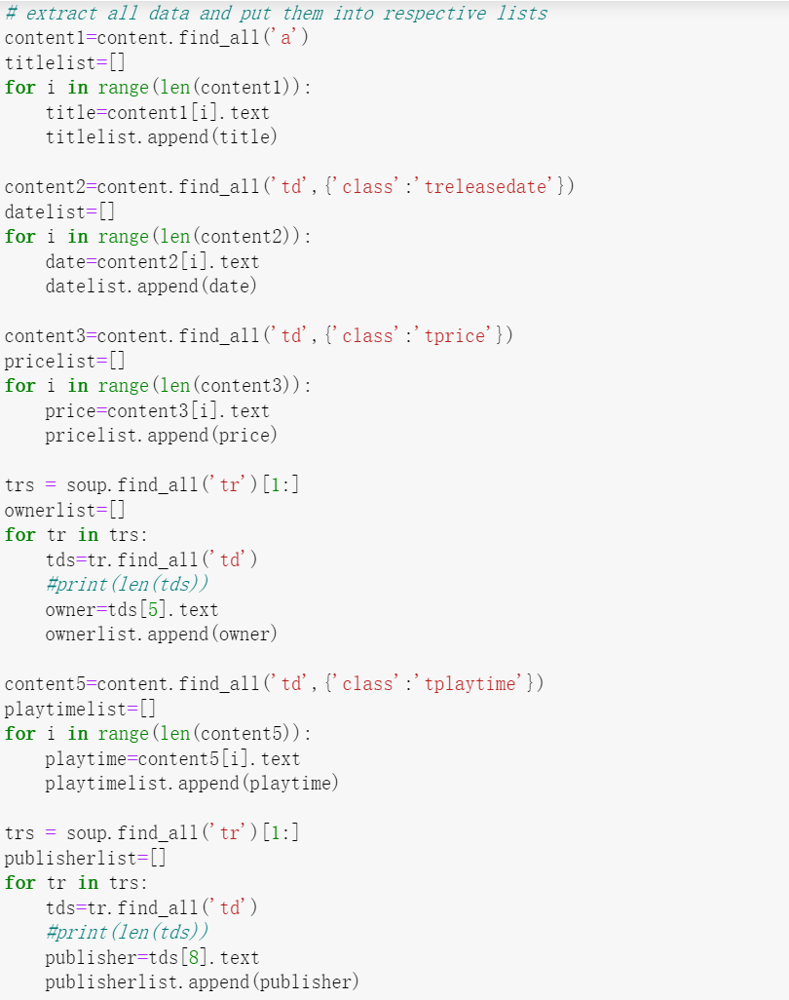 # extract all data and put them into respective lists
content1=content.find_all('a')
titlelist=[]
for i in range(len(content1)):
    title=content1[i].text
    titlelist.append(title)

content2=content.find_all('td',{'class':'treleasedate'})
datelist=[]
for i in range(len(content2)):
    date=content2[i].text
    datelist.append(date)

content3=content.find_all('td',{'class':'tprice'})
pricelist=[]
for i in range(len(content3)):
    price=content3[i].text
    pricelist.append(price)

trs = soup.find_all('tr')[1:]
ownerlist=[]
for tr in trs:
    tds=tr.find_all('td')
    #print(len(tds))
    owner=tds[5].text
    ownerlist.append(owner)

content5=content.find_all('td',{'class':'tplaytime'})
playtimelist=[]
for i in range(len(content5)):
    playtime=content5[i].text
    playtimelist.append(playtime)

trs = soup.find_all('tr')[1:]
publisherlist=[]
for tr in trs:
    tds=tr.find_all('td')
    #print(len(tds))
    publisher=tds[8].text
    publisherlist.append(publisher)